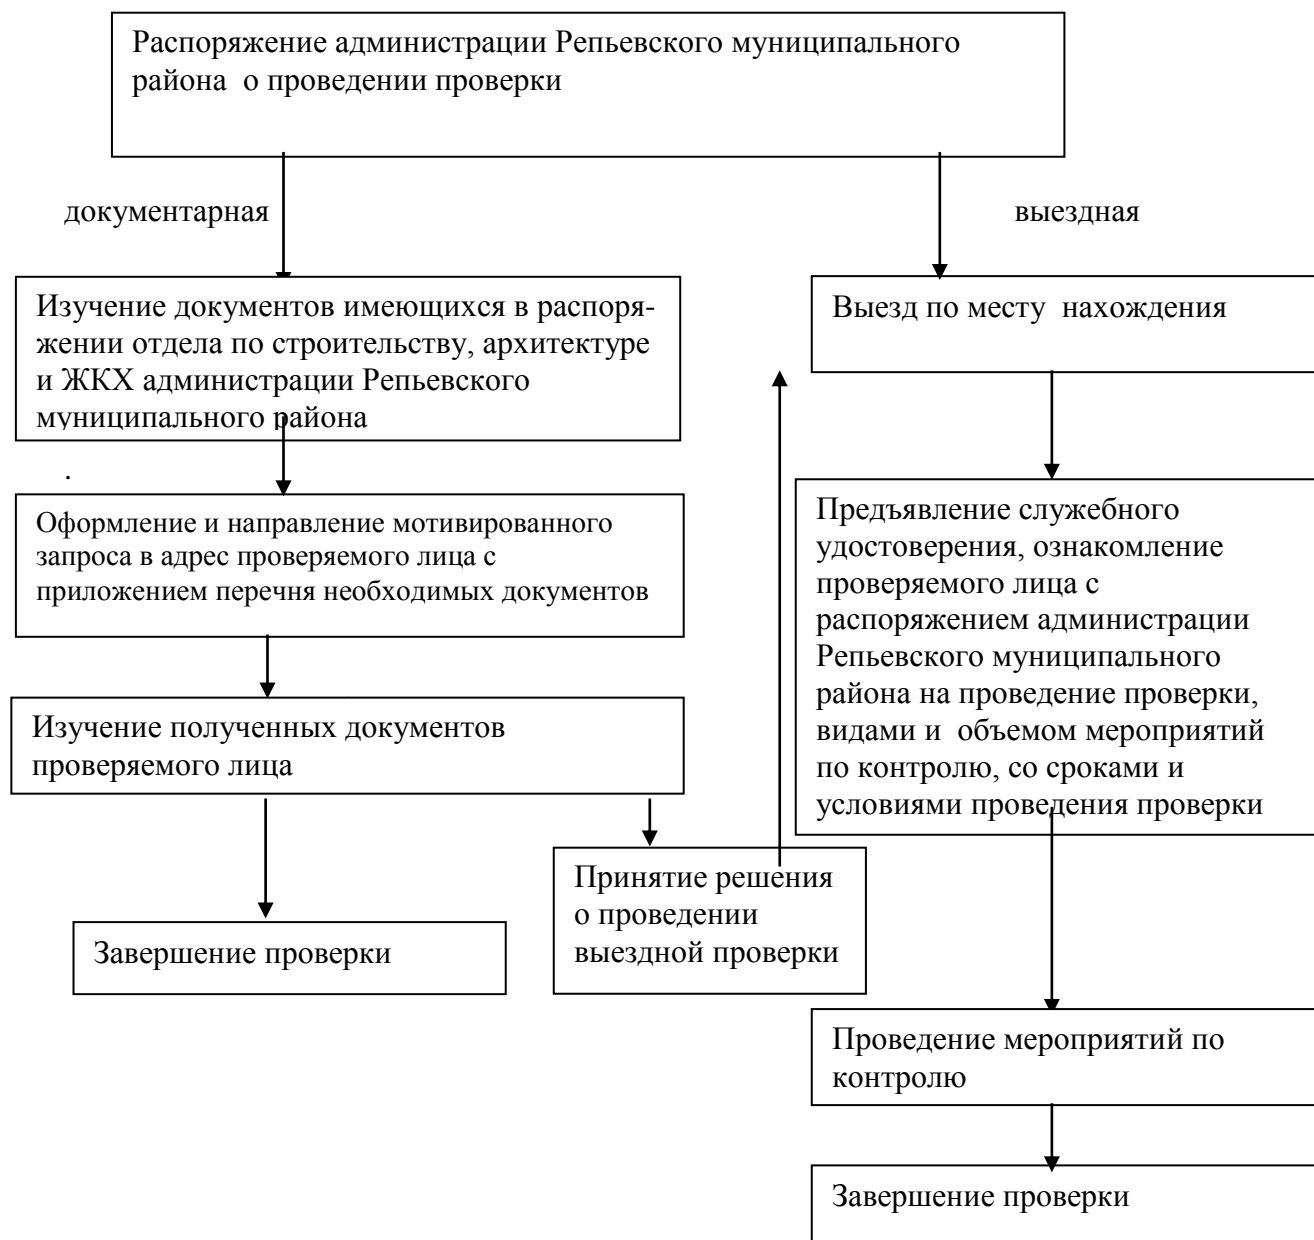 Распоряжение администрации Репьевского муниципального
района  о проведении проверки
документарная
выездная
Изучение документов имеющихся в распоря-
жении отдела по строительству, архитектуре
и ЖКХ администрации Репьевского
муниципального района
.
Оформление и направление мотивированного
запроса в адрес проверяемого лица с
приложением перечня необходимых документов
Изучение полученных документов
проверяемого лица
Завершение проверки
Принятие решения
о проведении
выездной проверки
Выезд по месту  нахождения
Предъявление служебного
удостоверения, ознакомление
проверяемого лица с
распоряжением администрации
Репьевского муниципального
района на проведение проверки,
видами и  объемом мероприятий
по контролю, со сроками и
условиями проведения проверки
Проведение мероприятий по
контролю
Завершение проверки